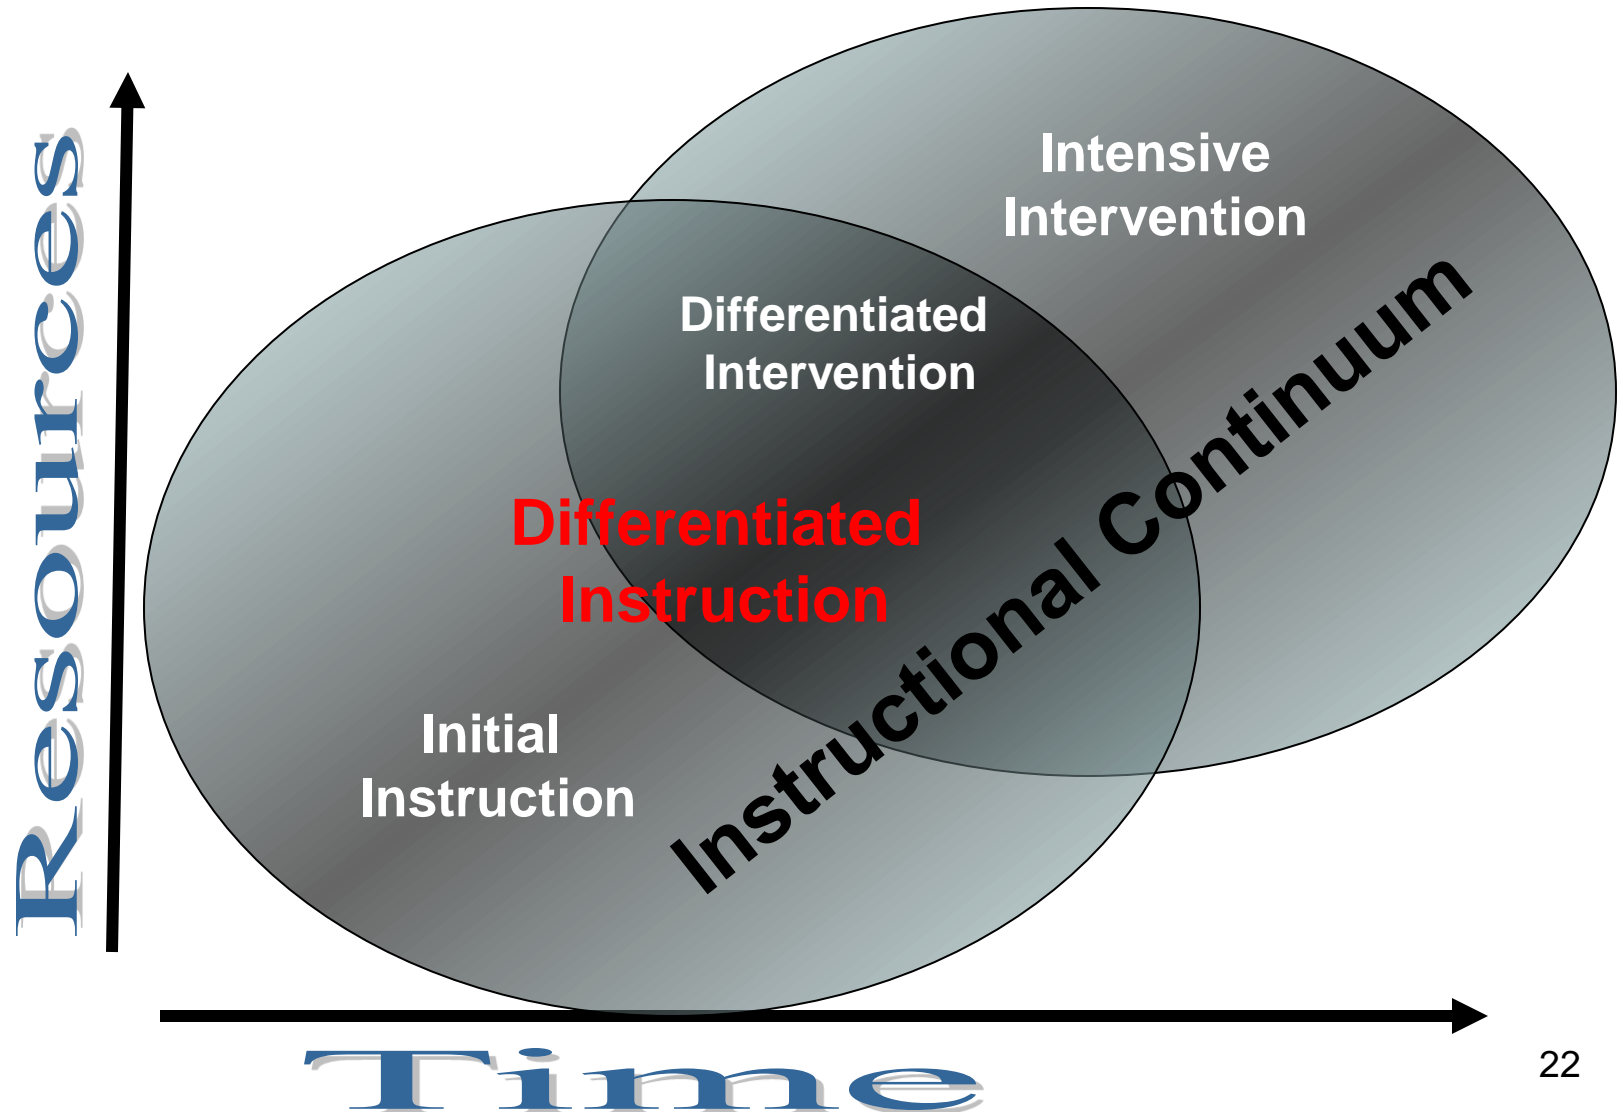 Resources
Intensive
Intervention
Differentiated
Intervention
Differentiated
Instruction
Instructional Continuum
Initial
Instruction
Time
22